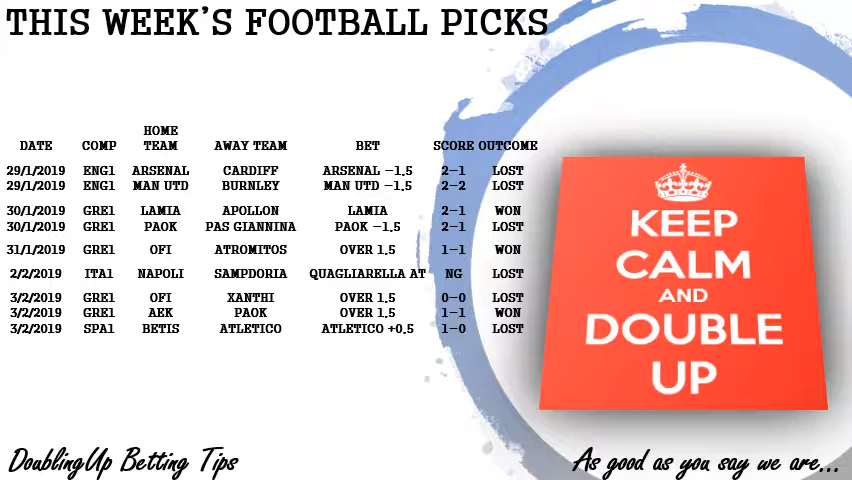 THIS WEEK'S FOOTBALL PICKS
DATE COMP HOME TEAM AWAY TEAM BET SCORE OUTCOME
29/1/2019 ENG1 ARSENAL CARDIFF ARSENAL -1.5 2-1 LOST
29/1/2019 ENG1 MAN UTD BURNLEY MAN UTD -1.5 2-2 LOST
30/1/2019 GRE1 LAMIA APOLLON LAMIA 2-1 WON
30/1/2019 GRE1 PAOK PAS GIANNINA PAOK -1.5 2-1 LOST
31/1/2019 GRE1 OFI ATROMITOS OVER 1.5 1-1 WON
2/2/2019 ITA1 NAPOLI SAMPDORIA QUAGLIARELLA AT NG LOST
3/2/2019 GRE1 OFI XANTHI OVER 1.5 0-0 LOST
3/2/2019 GRE1 AEK PAOK OVER 1.5 1-1 WON
3/2/2019 SPA1 BETIS ATLETICO ATLETICO +0.5 1-0 LOST
KEEP
CALM
AND
DOUBLE
UP
DoublingUp Betting Tips
As good as you say we are...